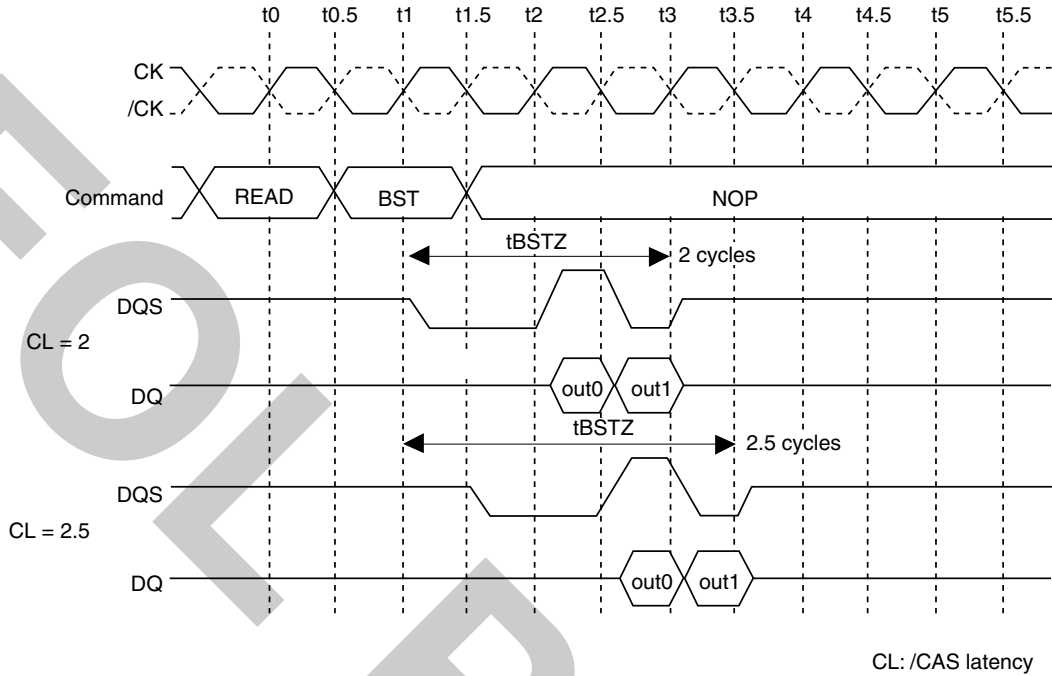 t0 t0.5 t1 t1.5 t2 t2.5 t3 t3.5 t4 t4.5 t5 t5.5
CK
/CK
Command READ BST NOP
tBSTZ
2 cycles
DQS
CL = 2
DQ out0 out1
tBSTZ
2.5 cycles
DQS
CL = 2.5
DQ out0 out1
CL: /CAS latency